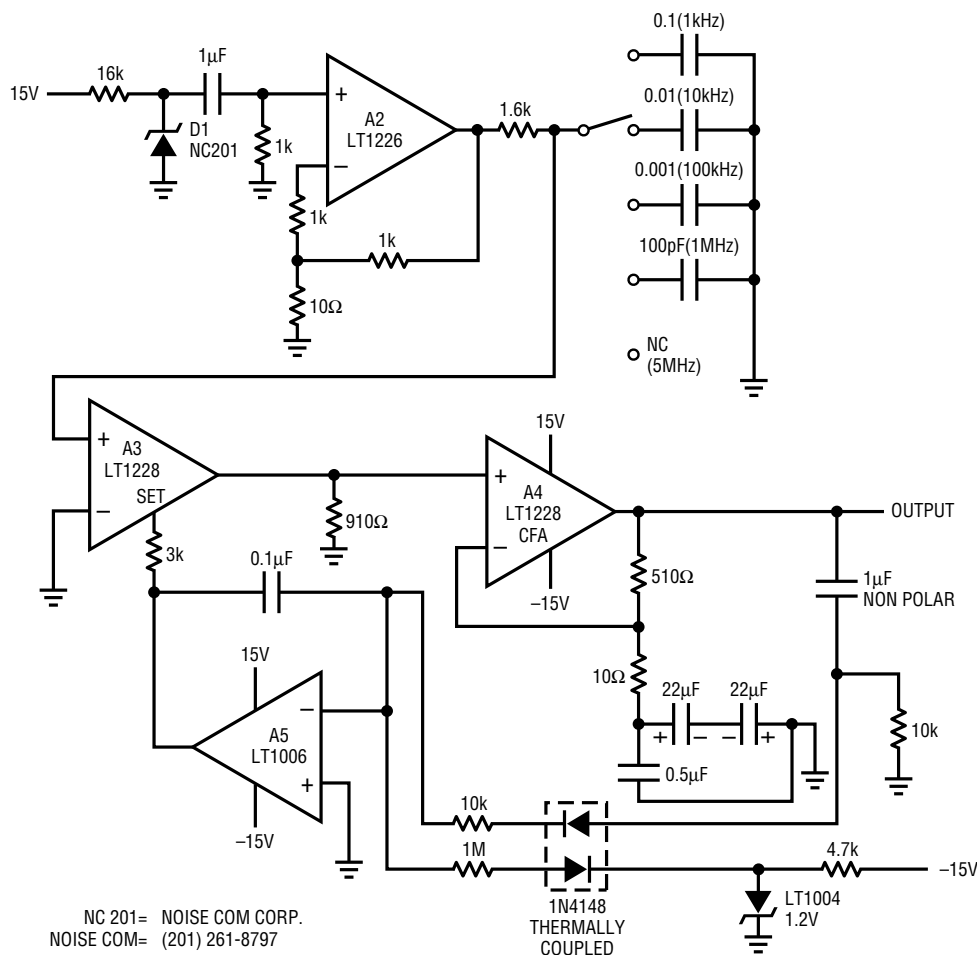 0.1(1kHz)
1µF
16k
15V
+
A2
LT1226
1.6k
0.01(10kHz)
D1
NC201
1k
–
0.001(100kHz)
1k
1k
100pF(1MHz)
10Ω
NC
(5MHz)
+
A3
LT1228
SET
–
15V
+
A4
LT1228
CFA
–
–15V
OUTPUT
910Ω
3k
0.1µF
510Ω
1µF
NON POLAR
15V
A5
LT1006
–
+
–15V
10Ω
22µF
22µF
+
–
–
+
10k
0.5µF
10k
1M
4.7k
–15V
1N4148
THERMALLY
COUPLED
LT1004
1.2V
NC 201= NOISE COM CORP.
NOISE COM= (201) 261-8797